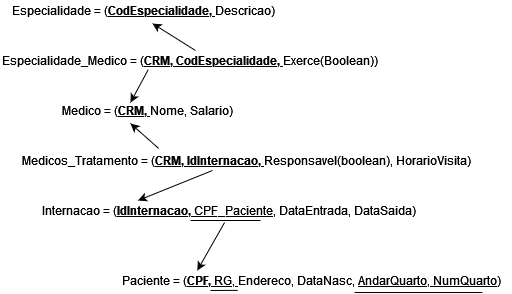 Especialidade = (CodEspecialidade, Descricao)
Especialidade_Medico = (CRM, CodEspecialidade, Exerce(Boolean))
Medico = (CRM, Nome, Salario)
Medicos_Tratamento = (CRM, IdInternacao, Responsavel(boolean), HorarioVisita)
Internacao = (IdInternacao, CPF_Paciente, DataEntrada, DataSaida)
Paciente = (CPF, RG, Endereco, DataNasc, AndarQuarto, NumQuarto)